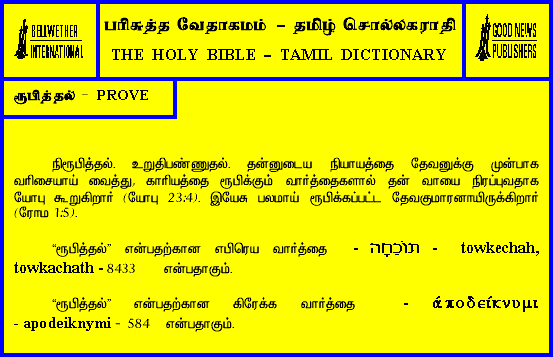 BELLWETHER
INTERNATIONAL
பரிசுத்த வேதாகமம் – தமிழ் சொல்லகராதி
THE HOLY BIBLE – TAMIL DICTIONARY
GOOD NEWS
PUBLISHERS
ரூபித்தல் – PROVE
நிரூபித்தல். உறுதிபண்ணுதல். தன்னுடைய நியாயத்தை தேவனுக்கு முன்பாக
வரிசையாய் வைத்து, காரியத்தை ரூபிக்கும் வார்த்தைகளால் தன் வாயை நிரப்புவதாக
யோபு கூறுகிறார் (யோபு 23:4). இயேசு பலமாய் ரூபிக்கப்பட்ட தேவகுமாரனாயிருக்கிறார்
(ரோம 1:5).
“ரூபித்தல்” என்பதற்கான எபிரெய வார்த்தை - תּוֹכֵחָה - towkechah,
towkachath - 8433 என்பதாகும்.
“ரூபித்தல்” என்பதற்கான கிரேக்க வார்த்தை - ἀποδείκνυμι
- apodeiknymi - 584 என்பதாகும்.